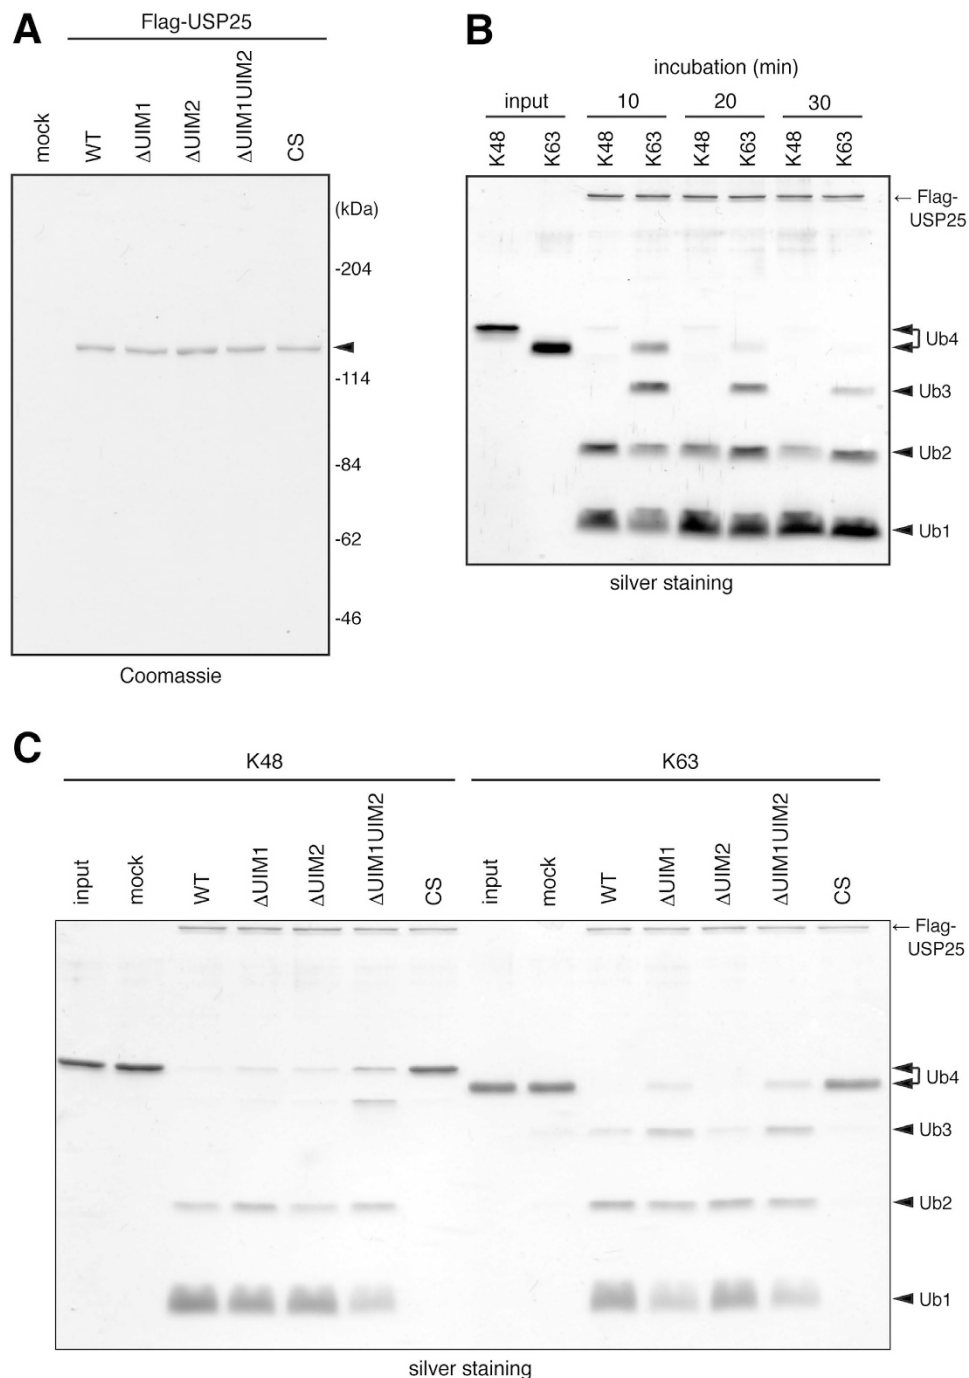 A
Flag-USP25
mock
WT
ΔUIM1
ΔUIM2
ΔUIM1UIM2
CS
(kDa)
-204
-114
-84
-62
-46
Coomassie
B
incubation (min)
input
10
20
30
K48
K63
K48
K63
K48
K63
K48
K63
← Flag-
USP25
Ub4
Ub3
Ub2
Ub1
silver staining
C
K48
K63
input
mock
WT
ΔUIM1
ΔUIM2
ΔUIM1UIM2
CS
input
mock
WT
ΔUIM1
ΔUIM2
ΔUIM1UIM2
CS
← Flag-
USP25
Ub4
Ub3
Ub2
Ub1
silver staining